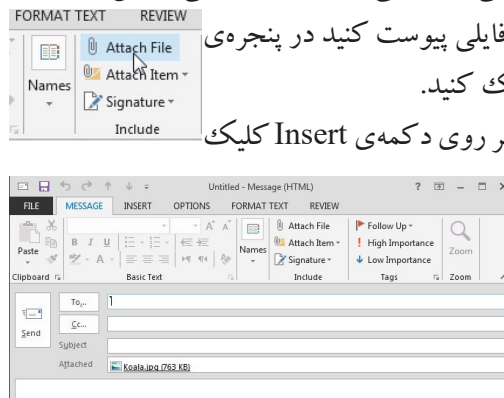 FORMAT TEXT REVIEW
Attach File
Attach Item
Signature
Names
Include
فایلی پیوست کنید در پنجره‌ی
ک کنید.
ر روی دکمه‌ی Insert کلیک
Untitled - Message (HTML)
FILE MESSAGE INSERT OPTIONS FORMAT TEXT REVIEW
Paste
B I U
A
Names
Attach File
Attach Item
Signature
Follow Up
High Importance
Low Importance
Zoom
Clipboard Basic Text Include Tags Zoom
Send
To...
Cc...
Subject
Attached Koala.jpg (763 KB)